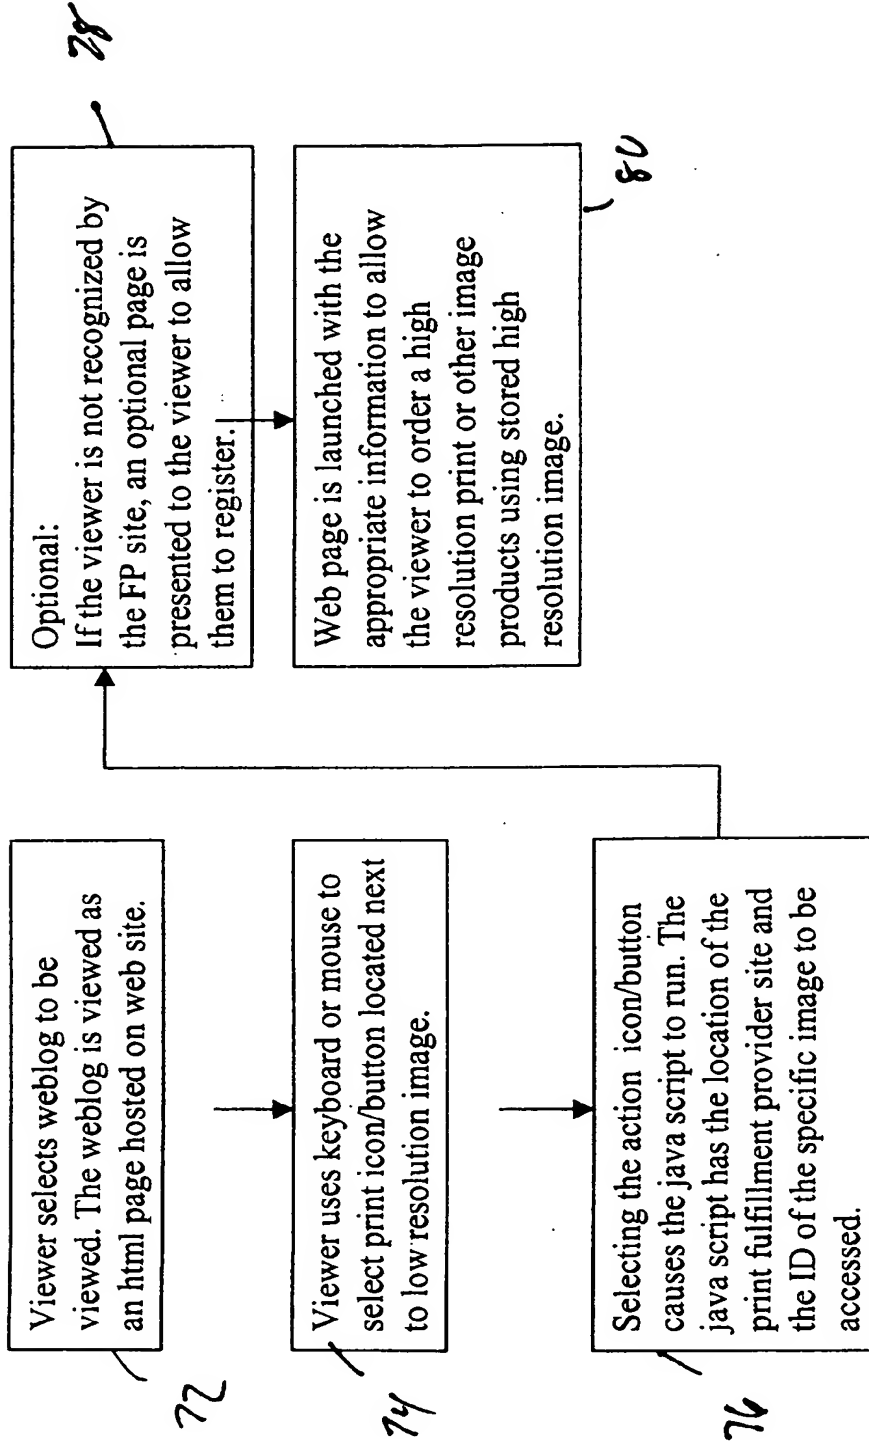 Viewer selects weblog to be
viewed. The weblog is viewed as
an html page hosted on web site.
72
Viewer uses keyboard or mouse to
select print icon/button located next
to low resolution image.
74
Selecting the action icon/button
causes the java script to run. The
java script has the location of the
print fulfillment provider site and
the ID of the specific image to be
accessed.
76
Optional:
If the viewer is not recognized by
the FP site, an optional page is
presented to the viewer to allow
them to register.
78
Web page is launched with the
appropriate information to allow
the viewer to order a high
resolution print or other image
products using stored high
resolution image.
80